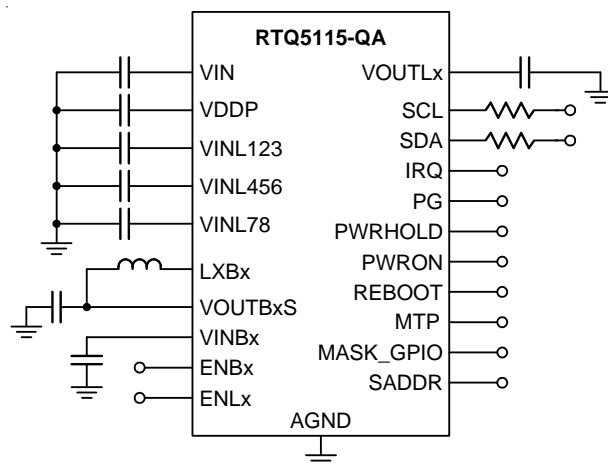 RTQ5115-QA
VIN
VDDP
VINL123
VINL456
VINL78
LXBx
VOUTBxS
VINBx
ENBx
ENLx
VOUTLx
SCL
SDA
IRQ
PG
PWRHOLD
PWRON
REBOOT
MTP
MASK_GPIO
SADDR
AGND